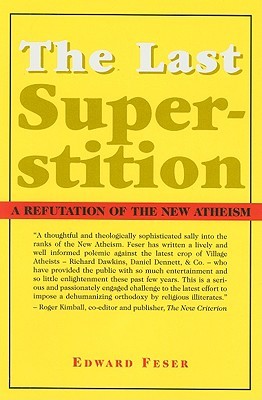 The Last
Super-
stition
A REFUTATION OF THE NEW ATHEISM
"A thoughtful and theologically sophisticated sally into
the ranks of the New Atheism. Feser has written a lively and
well informed polemic against the latest crop of Village
Atheists – Richard Dawkins, Daniel Dennett, & Co. – who
have provided the public with so much entertainment and
so little enlightenment these past few years. This is a seri-
ous and passionately engaged challenge to the latest effort to
impose a dehumanizing orthodoxy by religious illiterates."
– Roger Kimball, co-editor and publisher, The New Criterion
EDWARD FESER